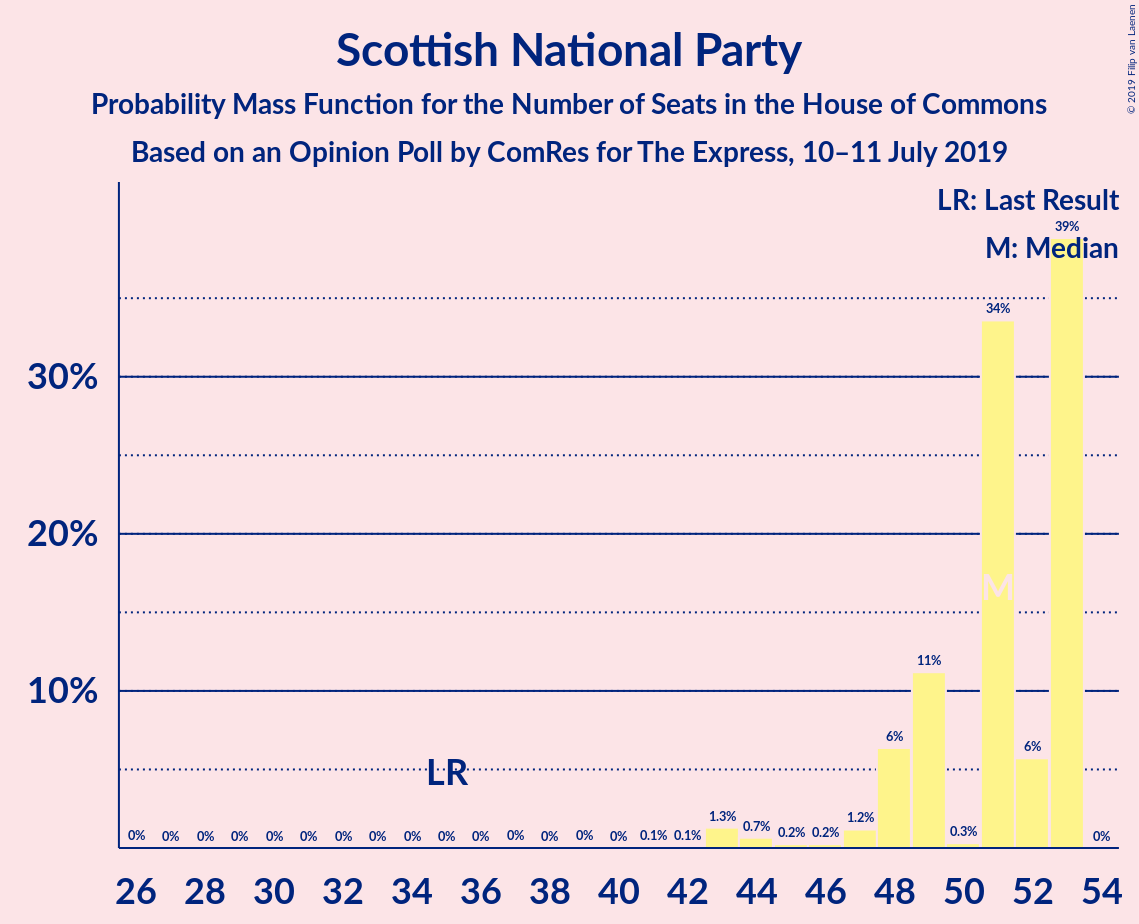 Scottish National Party
Probability Mass Function for the Number of Seats in the House of Commons
Based on an Opinion Poll by ComRes for The Express, 10–11 July 2019
© 2019 Filip van Laenen
LR: Last Result
M: Median
39%
34%
30%
20%
M
11%
10%
6%
6%
LR
0% 0% 0% 0% 0% 0% 0% 0% 0% 0% 0% 0% 0% 0% 0% 0.1% 0.1% 1.3% 0.7% 0.2% 0.2% 1.2% 0.3% 0%
26 28 30 32 34 36 38 40 42 44 46 48 50 52 54